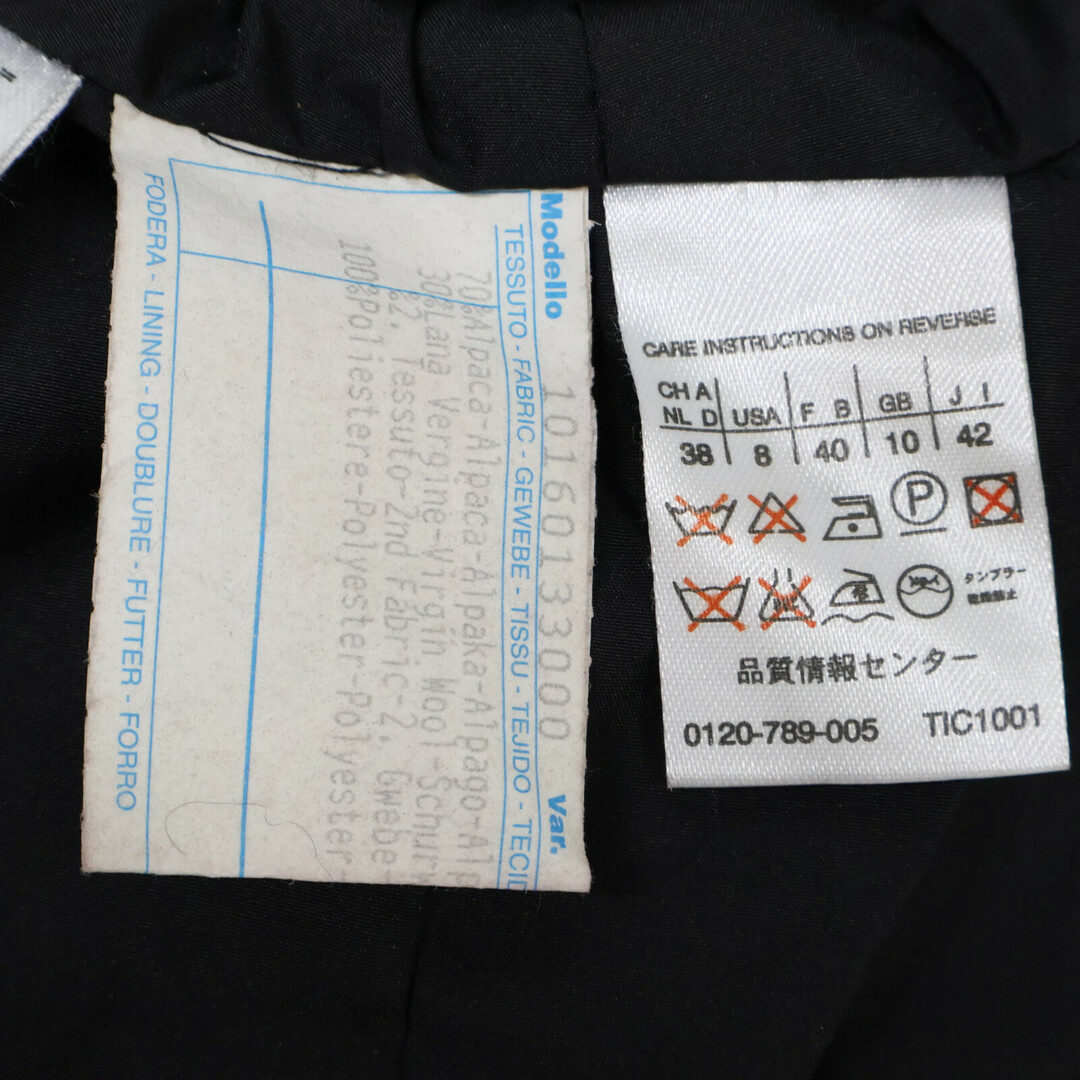 Modello 10160133000 Var.
TESSUTO - FABRIC - GEWEBE - TISSU - TEJIDO - TECID
70%Alpaca-Alpaca-Alpaka-Alpago-Alp
30%Lana Vergine-Virgin Wool-Schurw
%2. Tessuto-2nd Fabric-2. Gwebe-
100%Poliestere-Polyester-Polyester-
FODERA - LINING - DOUBLURE - FUTTER - FORRO
CARE INSTRUCTIONS ON REVERSE
CH A
NL D USA F B GB J I
38 8 40 10 42
P
タンブラー
乾燥禁止
品質情報センター
0120-789-005 TIC1001